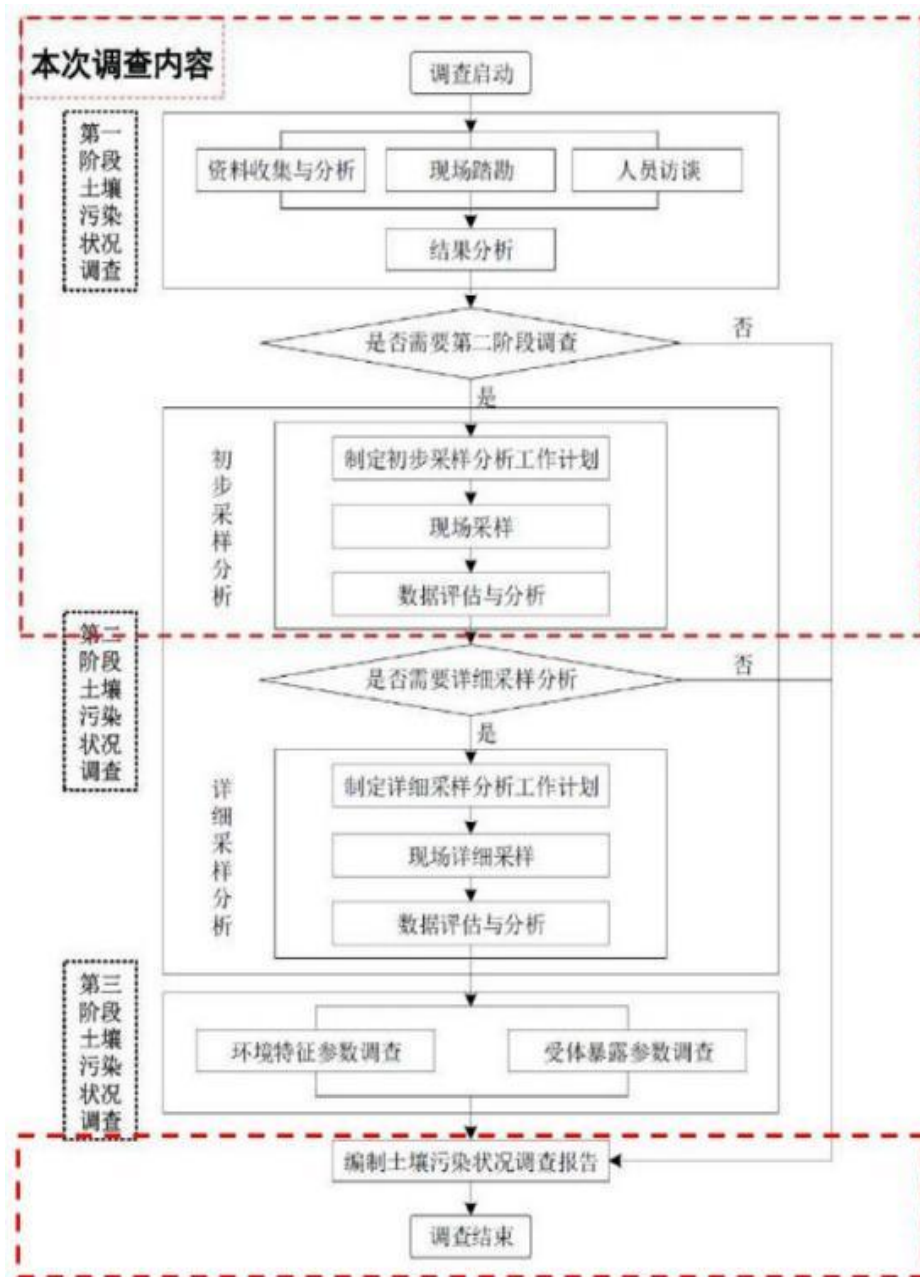 本次调查内容
调查启动
第一
阶段
土壤
污染
状况
调查
资料收集与分析
现场踏勘
人员访谈
结果分析
是否需要第二阶段调查
否
是
初
步
采
样
分
析
制定初步采样分析工作计划
现场采样
数据评估与分析
第二
阶段
土壤
污染
状况
调查
是否需要详细采样分析
否
是
详
细
采
样
分
析
制定详细采样分析工作计划
现场详细采样
数据评估与分析
第三
阶段
土壤
污染
状况
调查
环境特征参数调查
受体暴露参数调查
编制土壤污染状况调查报告
调查结束